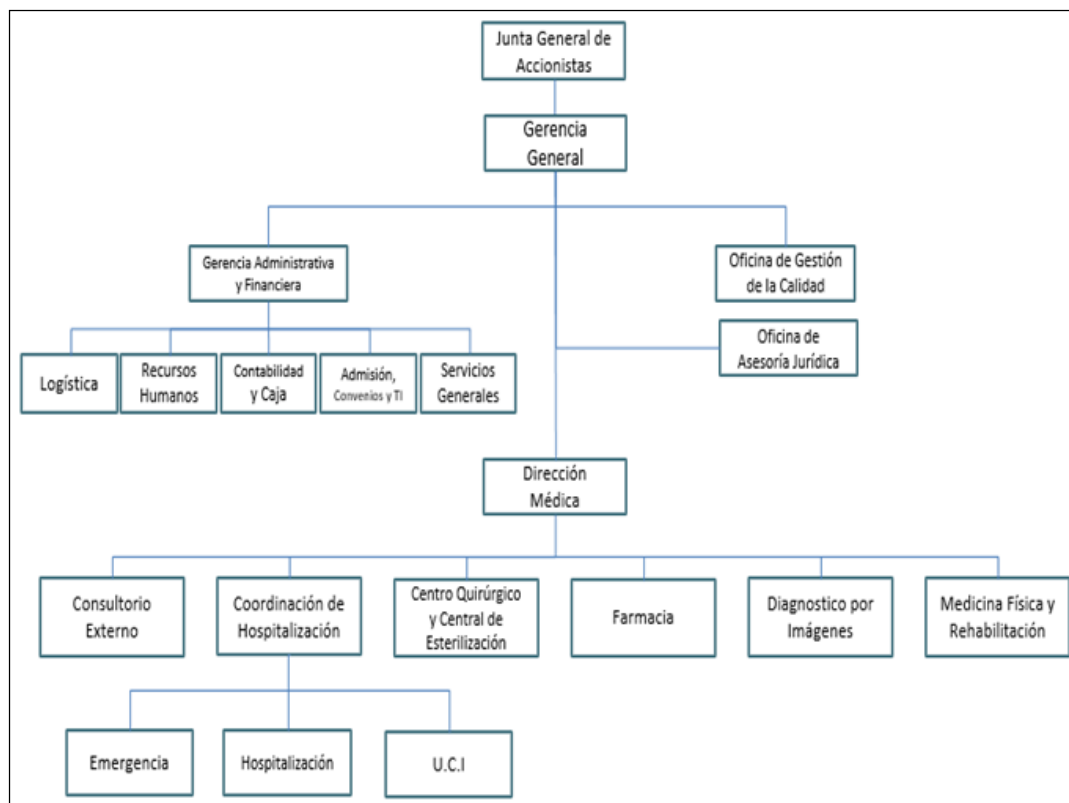 Junta General de
Accionistas
Gerencia
General
Gerencia Administrativa
y Financiera
Oficina de Gestión
de la Calidad
Oficina de
Asesoría Jurídica
Logística
Recursos
Humanos
Contabilidad
y Caja
Admisión,
Convenios y TI
Servicios
Generales
Dirección
Médica
Consultorio
Externo
Coordinación de
Hospitalización
Centro Quirúrgico
y Central de
Esterilización
Farmacia
Diagnostico por
Imágenes
Medicina Física y
Rehabilitación
Emergencia
Hospitalización
U.C.I